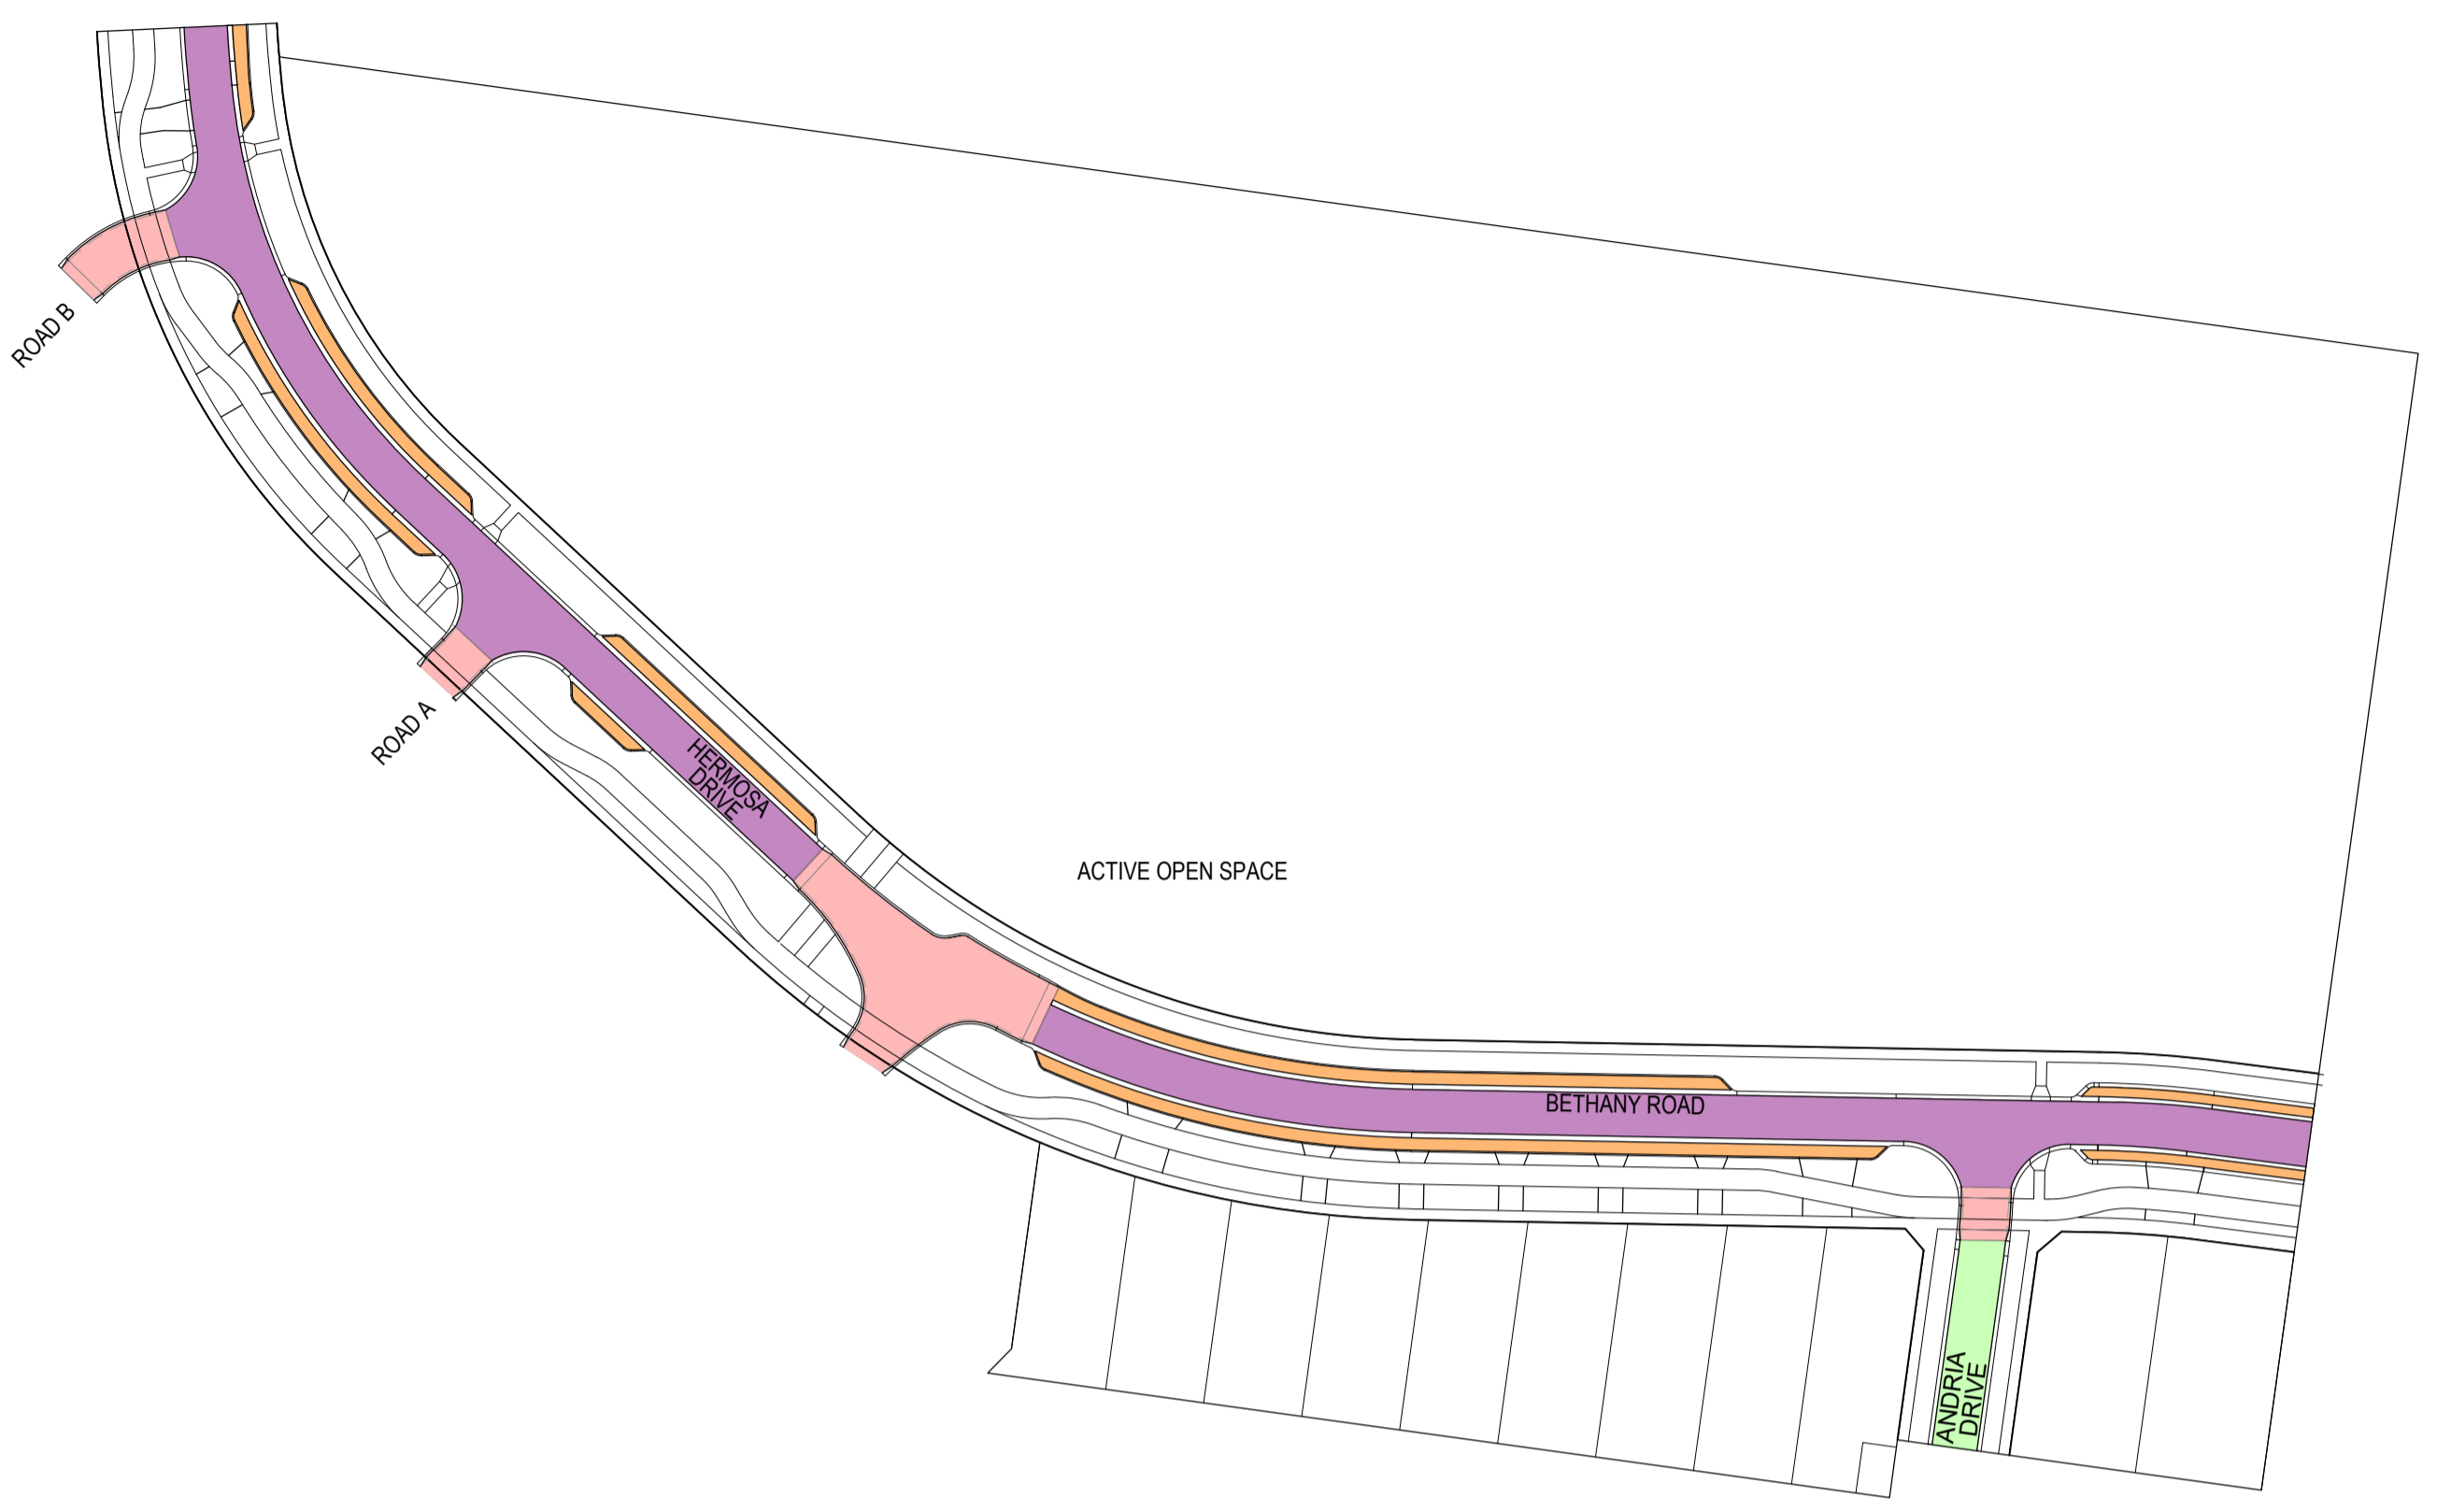 ROAD B
ROAD A
HERMOSA
DRIVE
ACTIVE OPEN SPACE
BETHANY ROAD
ANDRIA
DRIVE